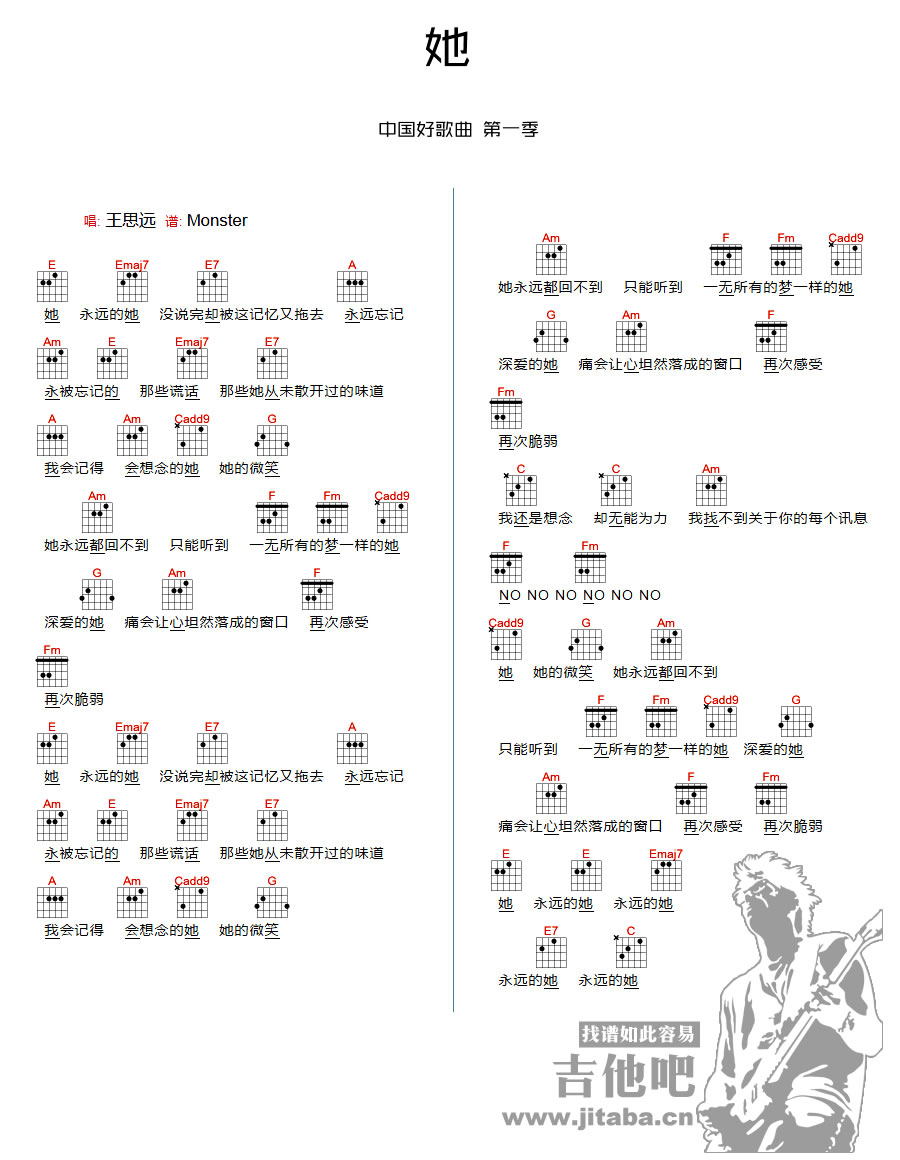 她
中国好歌曲 第一季
唱: 王思远 谱: Monster
E Emaj7 E7 A
她 永远的她 没说完却被这记忆又拖去 永远忘记
Am E Emaj7 E7
永被忘记的 那些谎话 那些她从未散开过的味道
A Am Cadd9 G
我会记得 会想念的她 她的微笑
Am F Fm Cadd9
她永远都回不到 只能听到 一无所有的梦一样的她
G Am F
深爱的她 痛会让心坦然落成的窗口 再次感受
Fm
再次脆弱
E Emaj7 E7 A
她 永远的她 没说完却被这记忆又拖去 永远忘记
Am E Emaj7 E7
永被忘记的 那些谎话 那些她从未散开过的味道
A Am Cadd9 G
我会记得 会想念的她 她的微笑
Am F Fm Cadd9
她永远都回不到 只能听到 一无所有的梦一样的她
G Am F
深爱的她 痛会让心坦然落成的窗口 再次感受
Fm
再次脆弱
C C Am
我还是想念 却无能为力 我找不到关于你的每个讯息
F Fm
NO NO NO NO NO NO
Cadd9 G Am
她 她的微笑 她永远都回不到
F Fm Cadd9 G
只能听到 一无所有的梦一样的她 深爱的她
Am F Fm
痛会让心坦然落成的窗口 再次感受 再次脆弱
E E Emaj7
她 永远的她 永远的她
E7 C
永远的她 永远的她
找谱如此容易
吉他吧
www.jitaba.cn